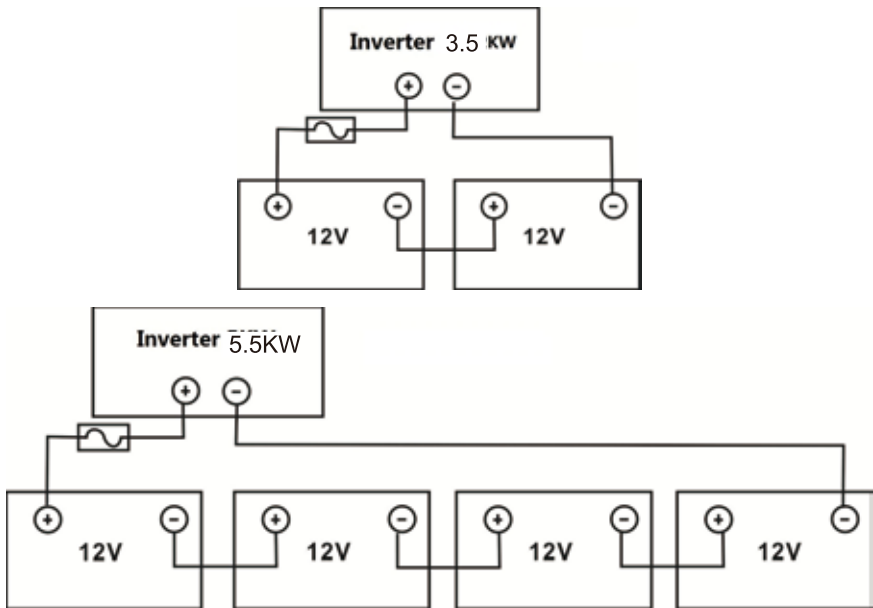 Inverter 3.5 KW
+ −
+ − + −
12V 12V
Inverter 5.5KW
+ −
+ − + − + − + −
12V 12V 12V 12V